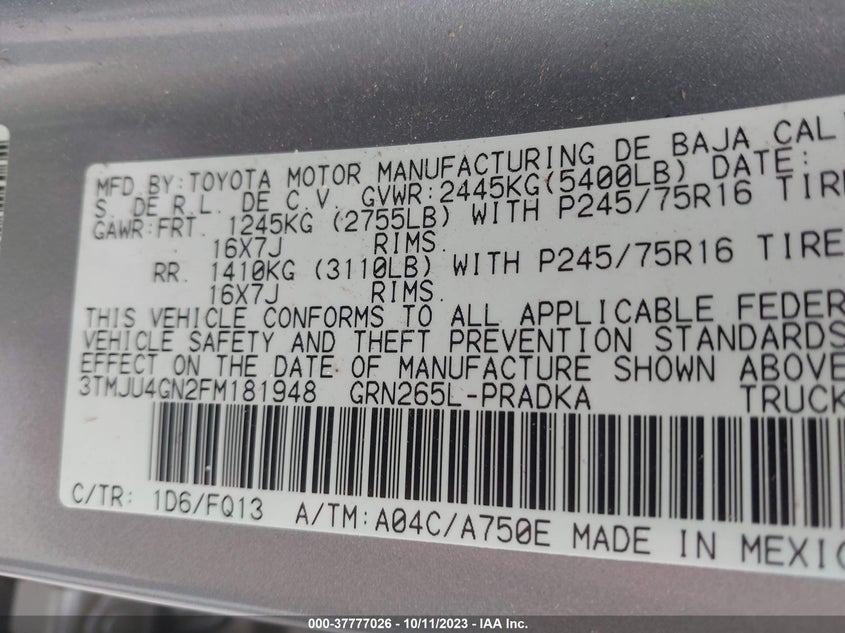 MFD BY:TOYOTA MOTOR MANUFACTURING DE BAJA CAL
S. DE R.L. DE C.V. GVWR:2445KG(5400LB) DATE:
GAWR:FRT. 1245KG (2755LB) WITH P245/75R16 TIRE
16X7J RIMS.
RR. 1410KG (3110LB) WITH P245/75R16 TIRE
16X7J RIMS.
THIS VEHICLE CONFORMS TO ALL APPLICABLE FEDER
VEHICLE SAFETY AND THEFT PREVENTION STANDARDS
EFFECT ON THE DATE OF MANUFACTURE SHOWN ABOVE
3TMJU4GN2FM181948 GRN265L-PRADKA TRUCK
C/TR: 1D6/FQ13 A/TM:A04C/A750E MADE IN MEXIC
000-37777026 - 10/11/2023 - IAA Inc.